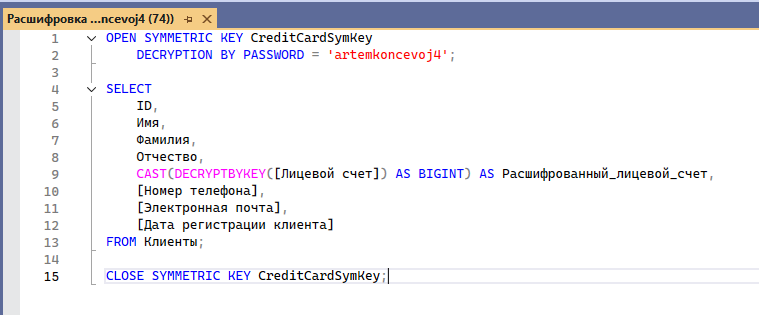 Расшифровка ...ncevoj4 (74))
1 OPEN SYMMETRIC KEY CreditCardSymKey
2 DECRYPTION BY PASSWORD = 'artemkoncevoj4';
3
4 SELECT
5 ID,
6 Имя,
7 Фамилия,
8 Отчество,
9 CAST(DECRYPTBYKEY([Лицевой счет]) AS BIGINT) AS Расшифрованный_лицевой_счет,
10 [Номер телефона],
11 [Электронная почта],
12 [Дата регистрации клиента]
13 FROM Клиенты;
14
15 CLOSE SYMMETRIC KEY CreditCardSymKey;